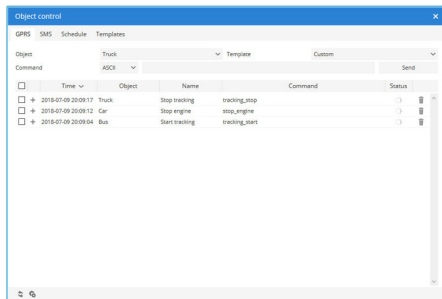 Object control
GPRS SMS Schedule Templates
Object Truck Template Custom
Command ASCII Send
Time Object Name Command Status
2018-07-09 20:09:17 Truck Stop tracking tracking_stop
2018-07-09 20:09:12 Car Stop engine stop_engine
2018-07-09 20:09:04 Bus Start tracking tracking_start